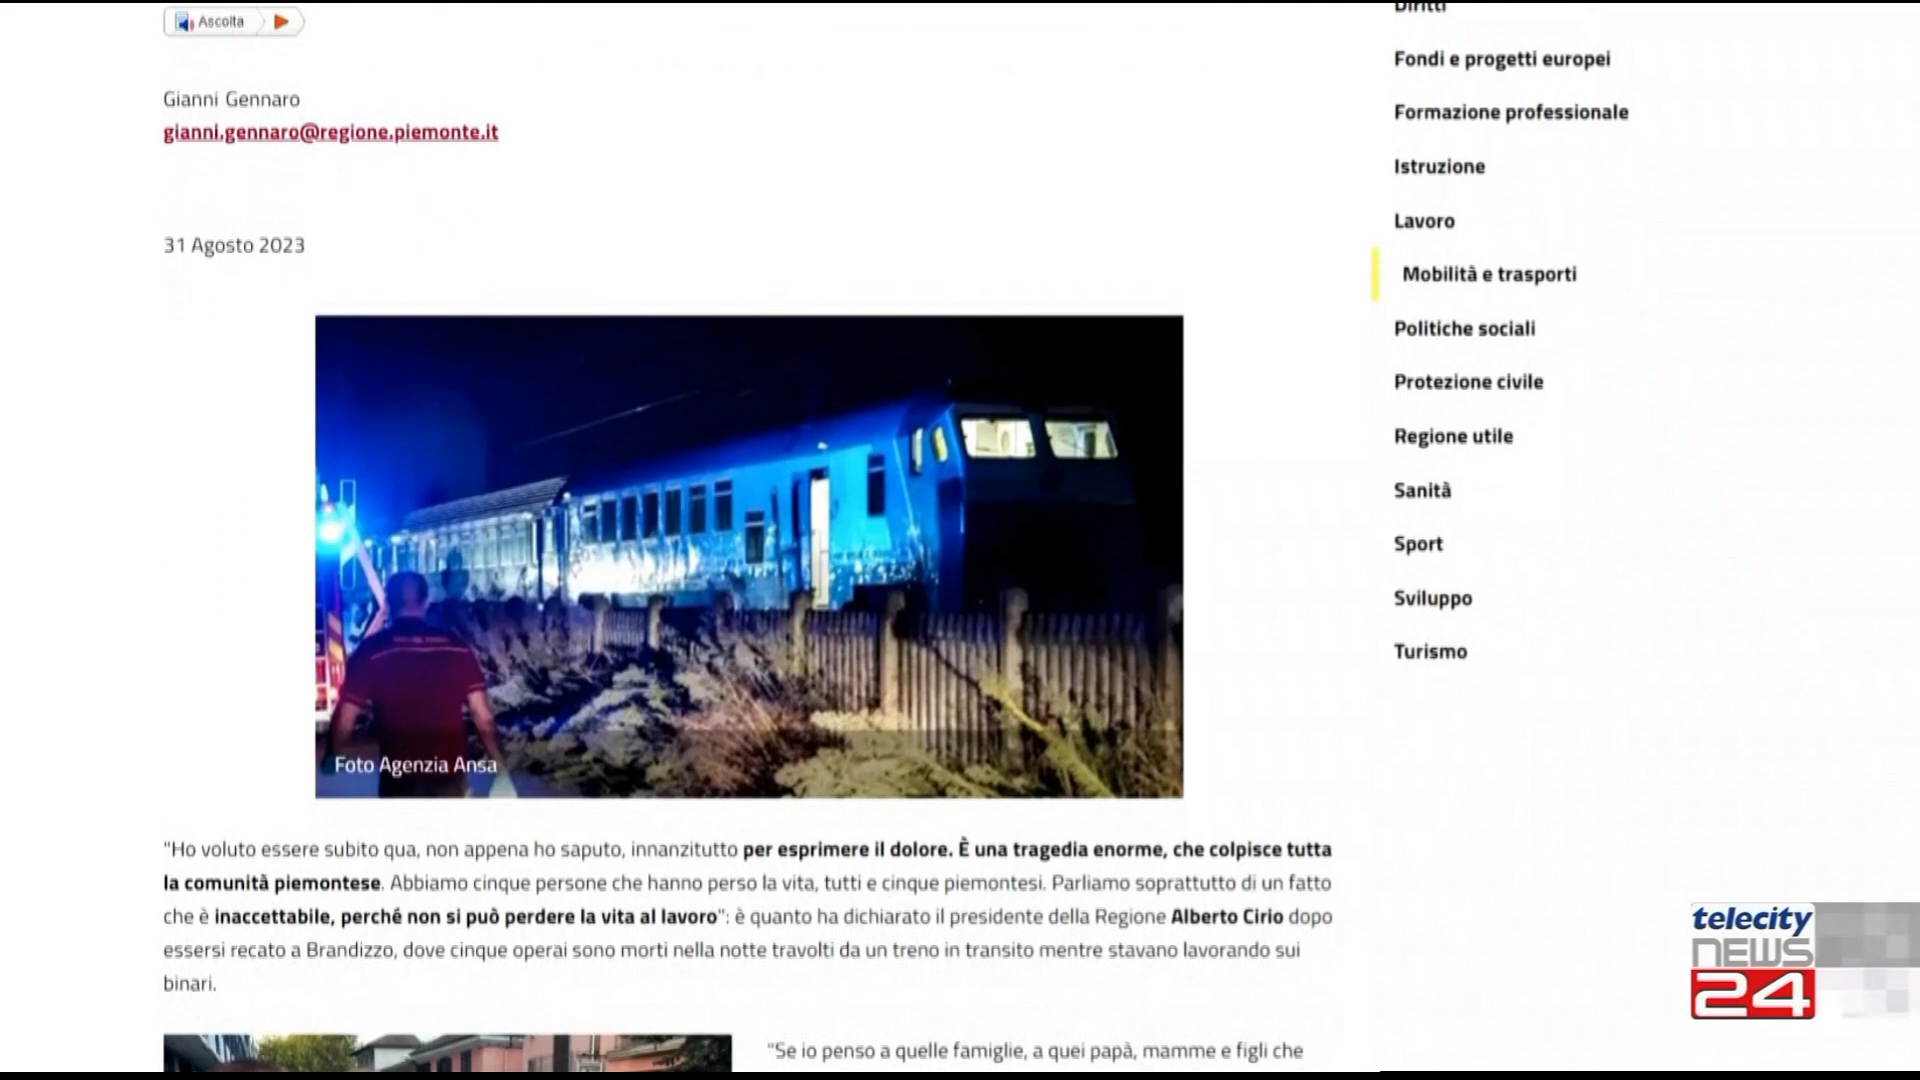 Ascolta
Gianni Gennaro
gianni.gennaro@regione.piemonte.it
31 Agosto 2023
Foto Agenzia Ansa
"Ho voluto essere subito qua, non appena ho saputo, innanzitutto per esprimere il dolore. È una tragedia enorme, che colpisce tutta
la comunità piemontese. Abbiamo cinque persone che hanno perso la vita, tutti e cinque piemontesi. Parliamo soprattutto di un fatto
che è inaccettabile, perché non si può perdere la vita al lavoro": è quanto ha dichiarato il presidente della Regione Alberto Cirio dopo
essersi recato a Brandizzo, dove cinque operai sono morti nella notte travolti da un treno in transito mentre stavano lavorando sui
binari.
"Se io penso a quelle famiglie, a quei papà, mamme e figli che
Diritti
Fondi e progetti europei
Formazione professionale
Istruzione
Lavoro
Mobilità e trasporti
Politiche sociali
Protezione civile
Regione utile
Sanità
Sport
Sviluppo
Turismo
telecity
NEWS
24